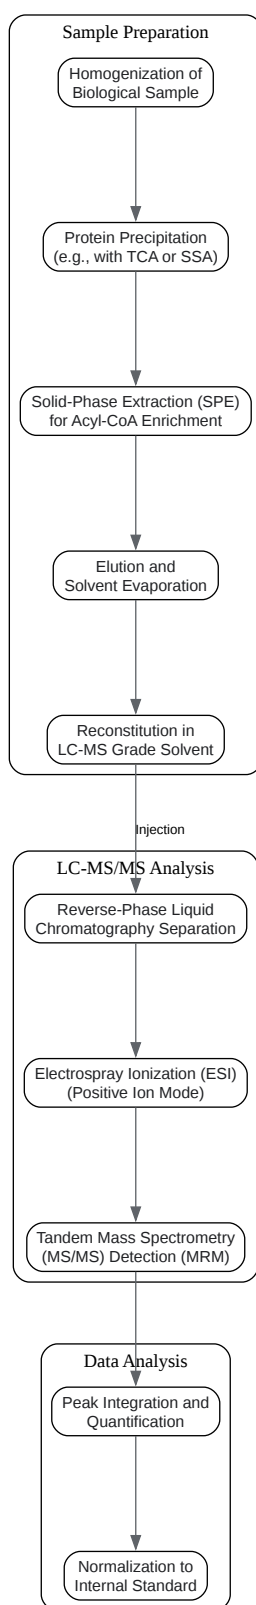 Sample Preparation
Homogenization of
Biological Sample
Protein Precipitation
(e.g., with TCA or SSA)
Solid-Phase Extraction (SPE)
for Acyl-CoA Enrichment
Elution and
Solvent Evaporation
Reconstitution in
LC-MS Grade Solvent
Injection
LC-MS/MS Analysis
Reverse-Phase Liquid
Chromatography Separation
Electrospray Ionization (ESI)
(Positive Ion Mode)
Tandem Mass Spectrometry
(MS/MS) Detection (MRM)
Data Analysis
Peak Integration and
Quantification
Normalization to
Internal Standard